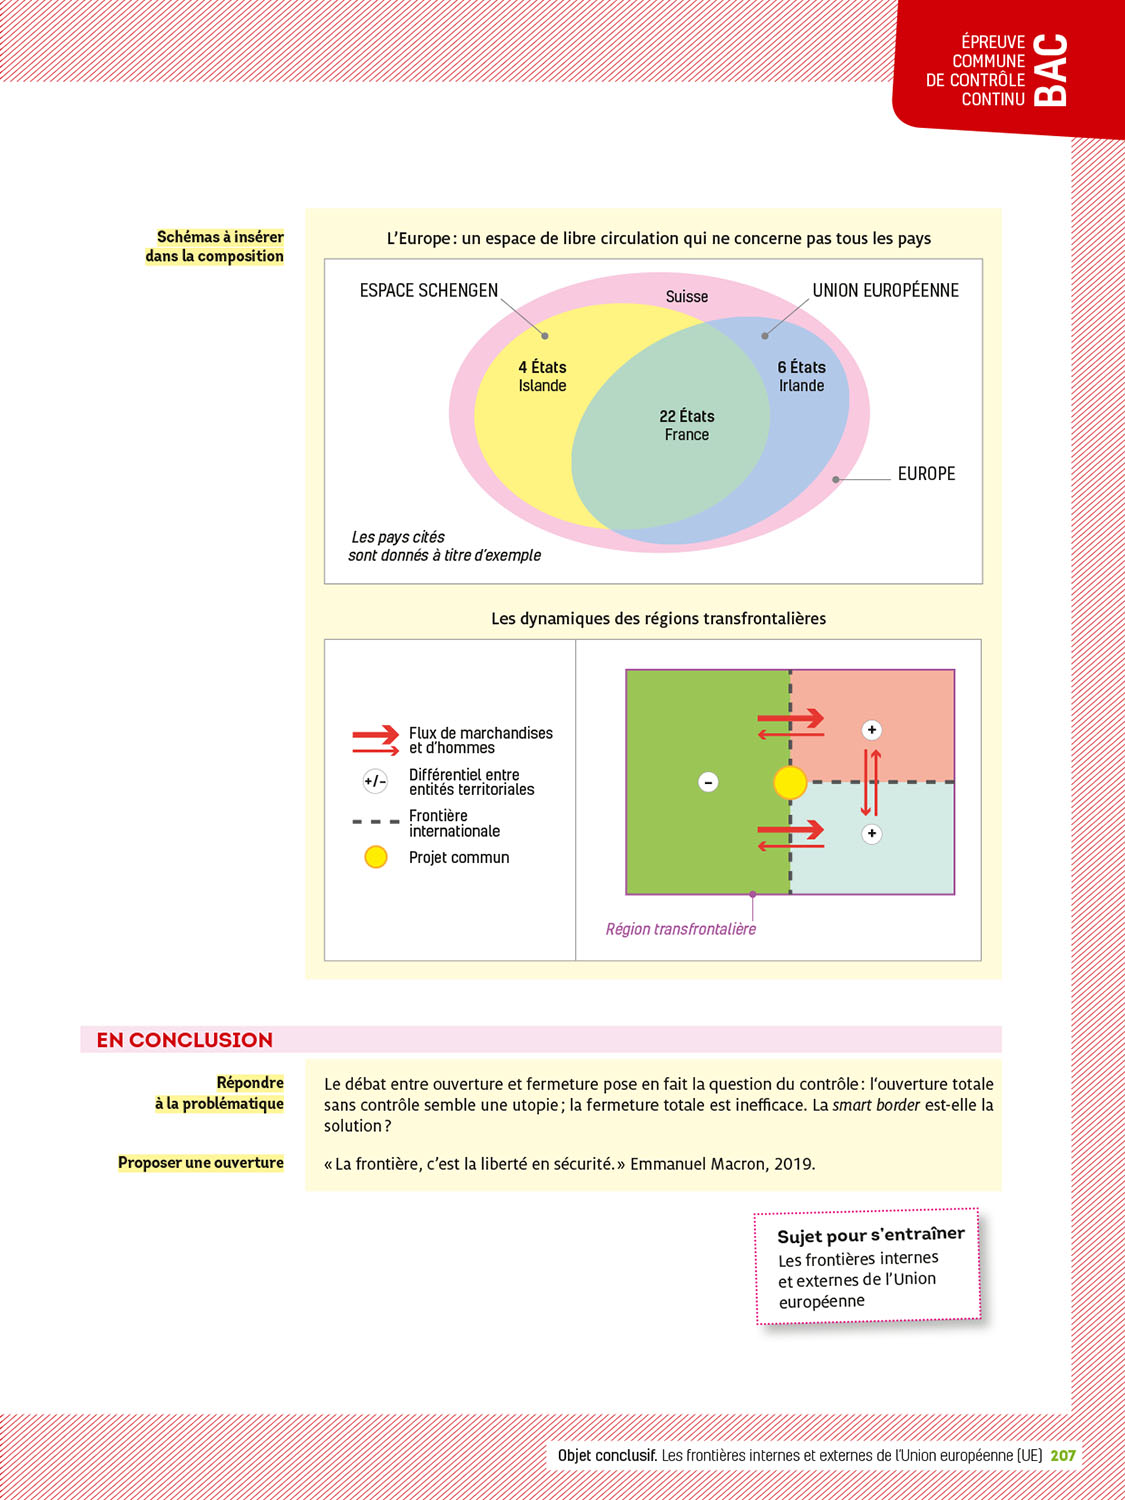 ÉPREUVE
COMMUNE
DE CONTRÔLE
CONTINU
BAC
Schémas à insérer
dans la composition
L'Europe : un espace de libre circulation qui ne concerne pas tous les pays
ESPACE SCHENGEN
Suisse
UNION EUROPÉENNE
4 États
Islande
6 États
Irlande
22 États
France
EUROPE
Les pays cités
sont donnés à titre d'exemple
Les dynamiques des régions transfrontalières
Flux de marchandises
et d'hommes
+/−
Différentiel entre
entités territoriales
Frontière
internationale
Projet commun
+
−
+
Région transfrontalière
EN CONCLUSION
Répondre
à la problématique
Le débat entre ouverture et fermeture pose en fait la question du contrôle : l'ouverture totale
sans contrôle semble une utopie ; la fermeture totale est inefficace. La smart border est-elle la
solution ?
Proposer une ouverture
« La frontière, c'est la liberté en sécurité. » Emmanuel Macron, 2019.
Sujet pour s'entraîner
Les frontières internes
et externes de l'Union
européenne
Objet conclusif. Les frontières internes et externes de l'Union européenne (UE) 207